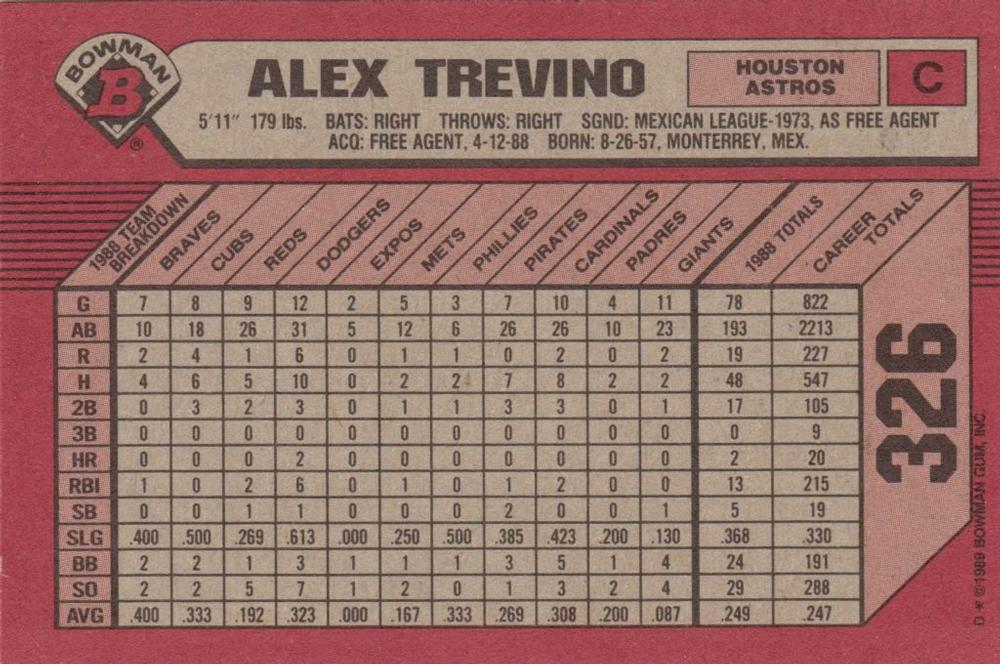 BOWMAN
B
®
ALEX TREVINO
HOUSTON
ASTROS
C
5'11" 179 lbs. BATS: RIGHT THROWS: RIGHT SGND: MEXICAN LEAGUE-1973, AS FREE AGENT
ACQ: FREE AGENT, 4-12-88 BORN: 8-26-57, MONTERREY, MEX.
1988 TEAM BREAKDOWN BRAVES CUBS REDS DODGERS EXPOS METS PHILLIES PIRATES CARDINALS PADRES GIANTS 1988 TOTALS CAREER TOTALS
G 7 8 9 12 2 5 3 7 10 4 11 78 822
AB 10 18 26 31 5 12 6 26 26 10 23 193 2213
R 2 4 1 6 0 1 1 0 2 0 2 19 227
H 4 6 5 10 0 2 2 7 8 2 2 48 547
2B 0 3 2 3 0 1 1 3 3 0 1 17 105
3B 0 0 0 0 0 0 0 0 0 0 0 0 9
HR 0 0 0 2 0 0 0 0 0 0 0 2 20
RBI 1 0 2 6 0 1 0 1 2 0 0 13 215
SB 0 0 1 1 0 0 0 2 0 0 1 5 19
SLG .400 .500 .269 .613 .000 .250 .500 .385 .423 .200 .130 .368 .330
BB 2 2 1 3 1 1 1 3 5 1 4 24 191
SO 2 2 5 7 1 2 0 1 3 2 4 29 288
AVG .400 .333 .192 .323 .000 .167 .333 .269 .308 .200 .087 .249 .247
326
D ★ ©1989 BOWMAN GUM, INC.